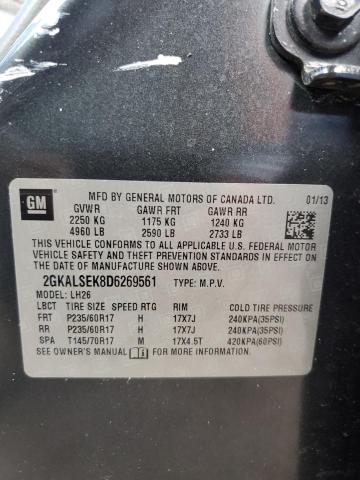 GM
MFD BY GENERAL MOTORS OF CANADA LTD. 01/13
GVWR GAWR FRT GAWR RR
2250 KG 1175 KG 1240 KG
4960 LB 2590 LB 2733 LB
THIS VEHICLE CONFORMS TO ALL APPLICABLE U.S. FEDERAL MOTOR
VEHICLE SAFETY AND THEFT PREVENTION STANDARDS IN EFFECT ON
THE DATE OF MANUFACTURE SHOWN ABOVE.
2GKALSEK8D6269561 TYPE: M.P.V.
MODEL: LH26
LBCT TIRE SIZE SPEED RTG RIM COLD TIRE PRESSURE
FRT P235/60R17 H 17X7J 240KPA(35PSI)
RR P235/60R17 H 17X7J 240KPA(35PSI)
SPA T145/70R17 M 17X4.5T 420KPA(60PSI)
SEE OWNER'S MANUAL FOR MORE INFORMATION.